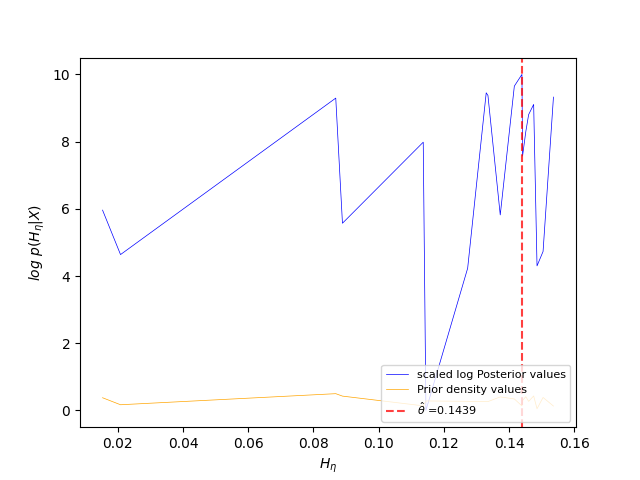 10
8
6
4
2
0
log p(H_η|X)
0.02 0.04 0.06 0.08 0.10 0.12 0.14 0.16
H_η
scaled log Posterior values
Prior density values
θ̂ =0.1439